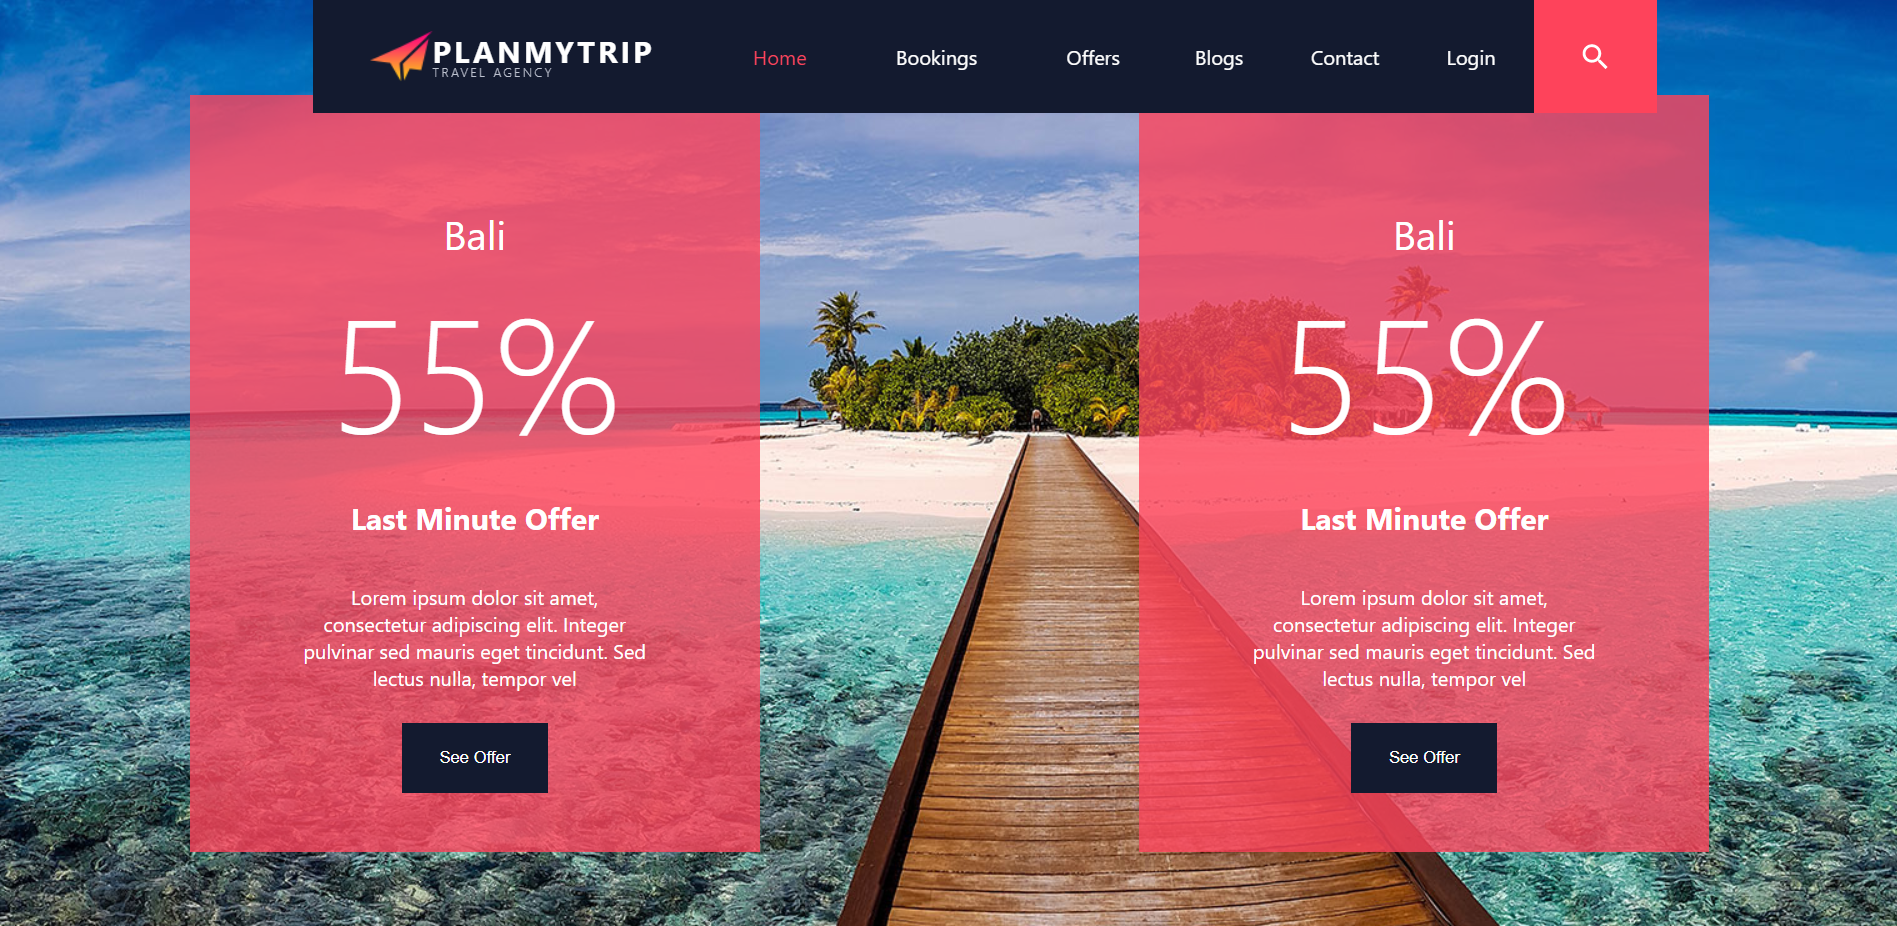 PLANMYTRIP
TRAVEL AGENCY
Home Bookings Offers Blogs Contact Login
Bali
55%
Last Minute Offer
Lorem ipsum dolor sit amet,
consectetur adipiscing elit. Integer
pulvinar sed mauris eget tincidunt. Sed
lectus nulla, tempor vel
See Offer
Bali
55%
Last Minute Offer
Lorem ipsum dolor sit amet,
consectetur adipiscing elit. Integer
pulvinar sed mauris eget tincidunt. Sed
lectus nulla, tempor vel
See Offer